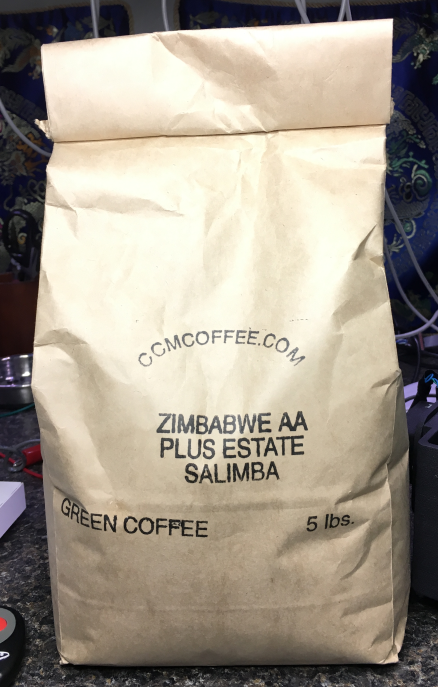 CCMCOFFEE.COM
ZIMBABWE AA
PLUS ESTATE
SALIMBA
GREEN COFFEE 5 lbs.